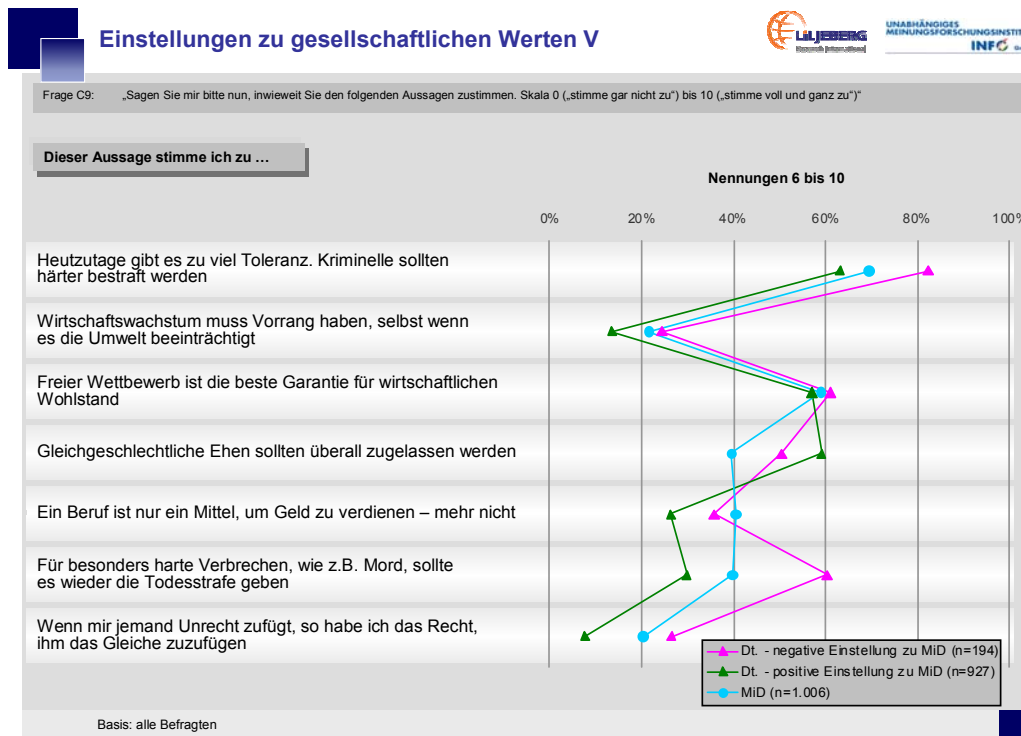 Einstellungen zu gesellschaftlichen Werten V
LILJEBERG
Research International
UNABHÄNGIGES
MEINUNGSFORSCHUNGSINSTIT
INFO G
Frage C9: „Sagen Sie mir bitte nun, inwieweit Sie den folgenden Aussagen zustimmen. Skala 0 („stimme gar nicht zu“) bis 10 („stimme voll und ganz zu“)“
Dieser Aussage stimme ich zu …
Nennungen 6 bis 10
0% 20% 40% 60% 80% 100%
Heutzutage gibt es zu viel Toleranz. Kriminelle sollten
härter bestraft werden
Wirtschaftswachstum muss Vorrang haben, selbst wenn
es die Umwelt beeinträchtigt
Freier Wettbewerb ist die beste Garantie für wirtschaftlichen
Wohlstand
Gleichgeschlechtliche Ehen sollten überall zugelassen werden
Ein Beruf ist nur ein Mittel, um Geld zu verdienen – mehr nicht
Für besonders harte Verbrechen, wie z.B. Mord, sollte
es wieder die Todesstrafe geben
Wenn mir jemand Unrecht zufügt, so habe ich das Recht,
ihm das Gleiche zuzufügen
Dt. - negative Einstellung zu MiD (n=194)
Dt. - positive Einstellung zu MiD (n=927)
MiD (n=1.006)
Basis: alle Befragten